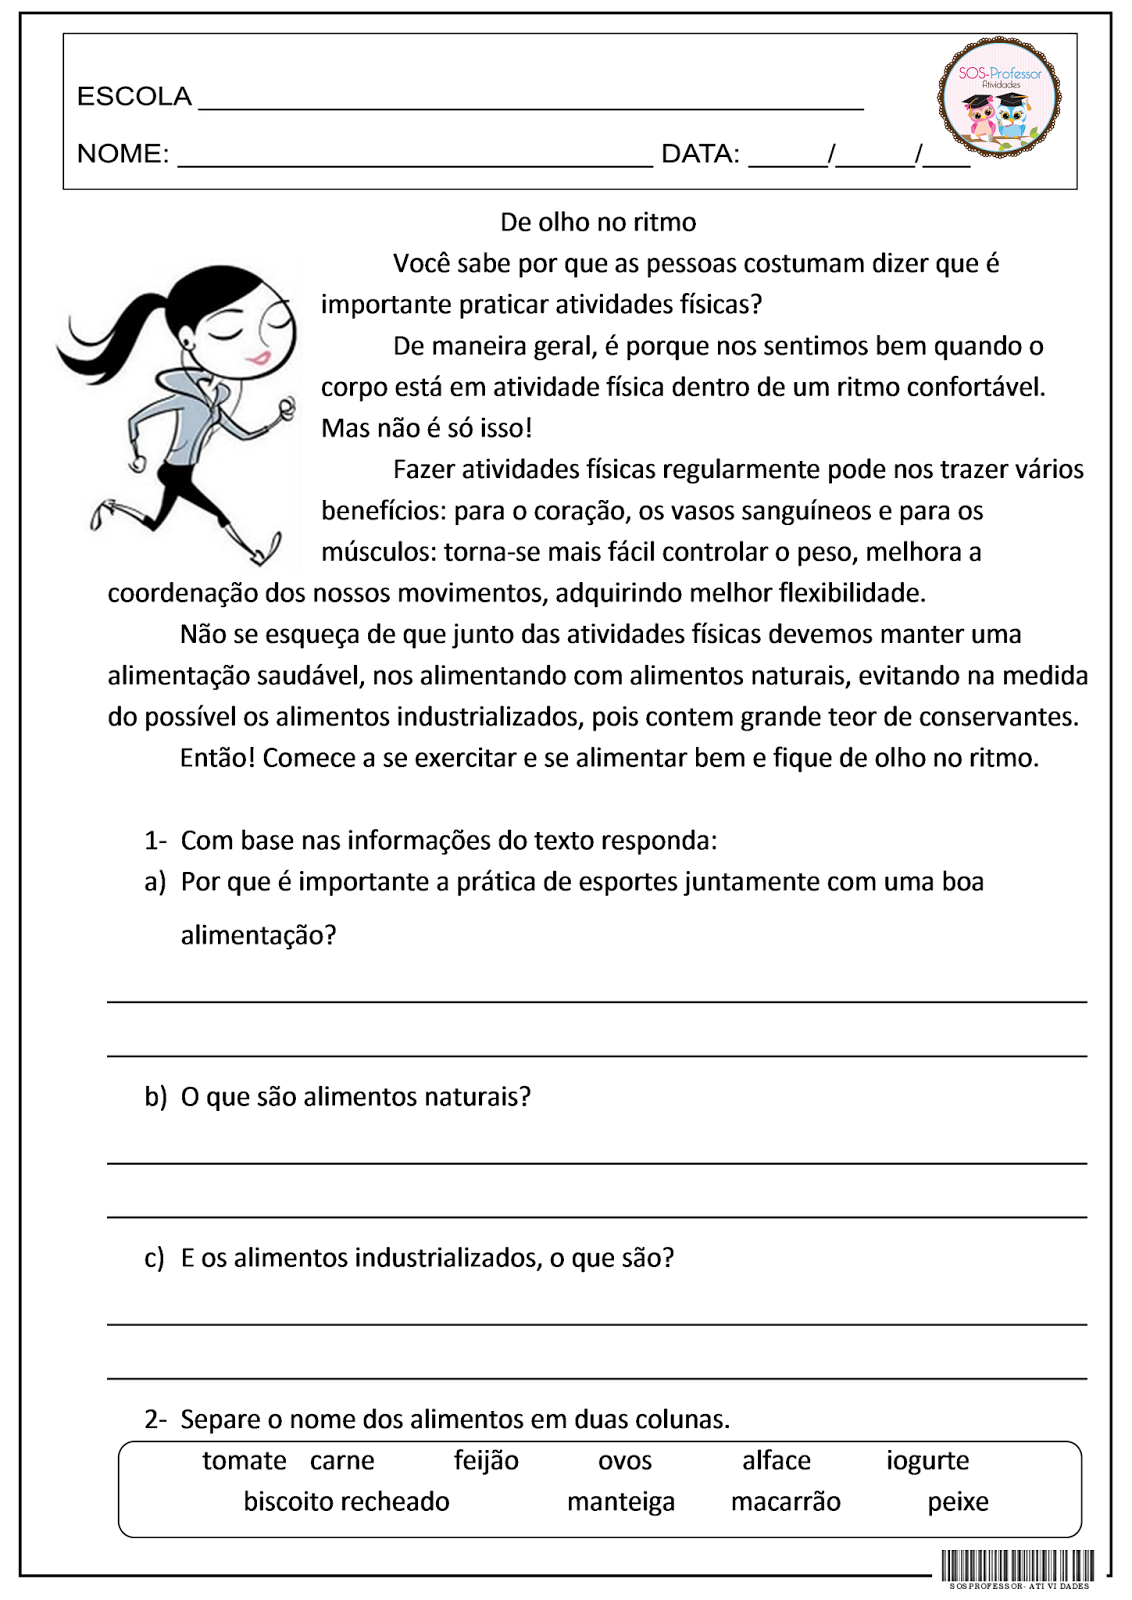 SOS-Professor
Atividades
ESCOLA ____________________________________________
NOME: ________________________________ DATA: _____/_____/___
De olho no ritmo
Você sabe por que as pessoas costumam dizer que é
importante praticar atividades físicas?
De maneira geral, é porque nos sentimos bem quando o
corpo está em atividade física dentro de um ritmo confortável.
Mas não é só isso!
Fazer atividades físicas regularmente pode nos trazer vários
benefícios: para o coração, os vasos sanguíneos e para os
músculos: torna-se mais fácil controlar o peso, melhora a
coordenação dos nossos movimentos, adquirindo melhor flexibilidade.
Não se esqueça de que junto das atividades físicas devemos manter uma
alimentação saudável, nos alimentando com alimentos naturais, evitando na medida
do possível os alimentos industrializados, pois contem grande teor de conservantes.
Então! Comece a se exercitar e se alimentar bem e fique de olho no ritmo.
1- Com base nas informações do texto responda:
a) Por que é importante a prática de esportes juntamente com uma boa
alimentação?
b) O que são alimentos naturais?
c) E os alimentos industrializados, o que são?
2- Separe o nome dos alimentos em duas colunas.
tomate carne feijão ovos alface iogurte
biscoito recheado manteiga macarrão peixe
SOSPROFESSOR-ATIVIDADES